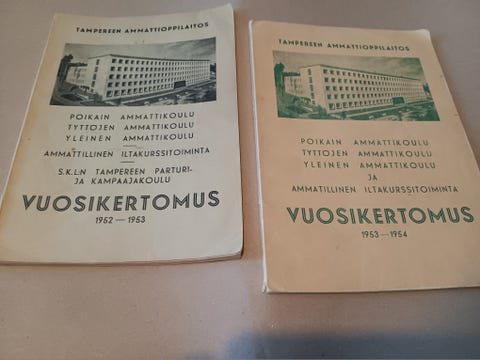 TAMPEREEN AMMATTIOPPILAITOS
POIKAIN AMMATTIKOULU
TYTTÖJEN AMMATTIKOULU
YLEINEN AMMATTIKOULU
AMMATILLINEN ILTAKURSSITOIMINTA
S.K.L:N TAMPEREEN PARTURI-
JA KAMPAAJAKOULU
VUOSIKERTOMUS
1952 — 1953
TAMPEREEN AMMATTIOPPILAITOS
POIKAIN AMMATTIKOULU
TYTTÖJEN AMMATTIKOULU
YLEINEN AMMATTIKOULU
JA
AMMATILLINEN ILTAKURSSITOIMINTA
VUOSIKERTOMUS
1953 — 1954